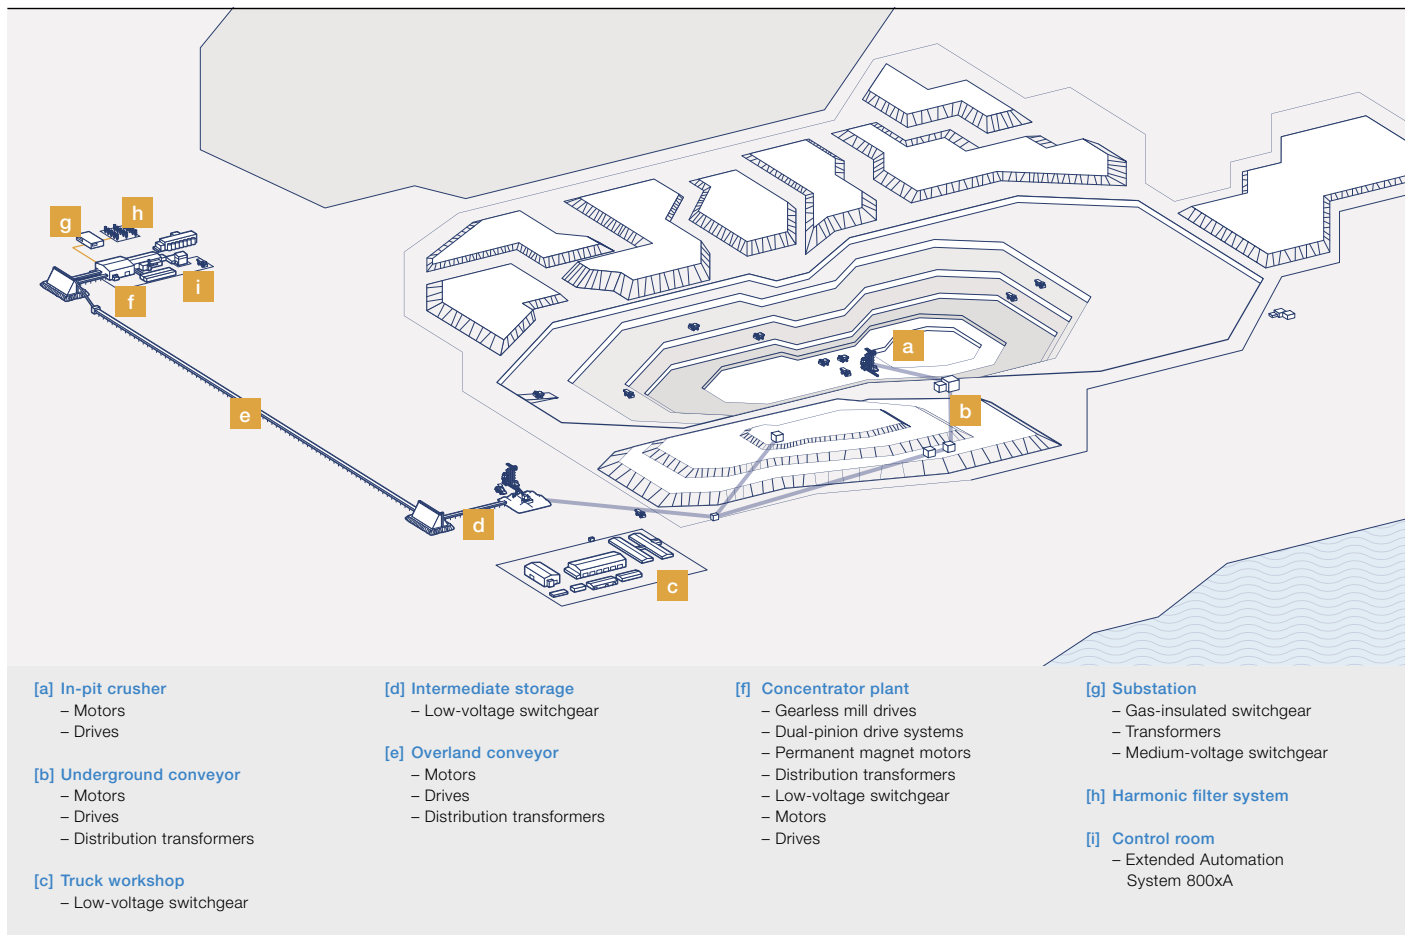 g
h
i
f
e
a
b
d
c
[a] In-pit crusher
– Motors
– Drives
[b] Underground conveyor
– Motors
– Drives
– Distribution transformers
[c] Truck workshop
– Low-voltage switchgear
[d] Intermediate storage
– Low-voltage switchgear
[e] Overland conveyor
– Motors
– Drives
– Distribution transformers
[f] Concentrator plant
– Gearless mill drives
– Dual-pinion drive systems
– Permanent magnet motors
– Distribution transformers
– Low-voltage switchgear
– Motors
– Drives
[g] Substation
– Gas-insulated switchgear
– Transformers
– Medium-voltage switchgear
[h] Harmonic filter system
[i] Control room
– Extended Automation
System 800xA